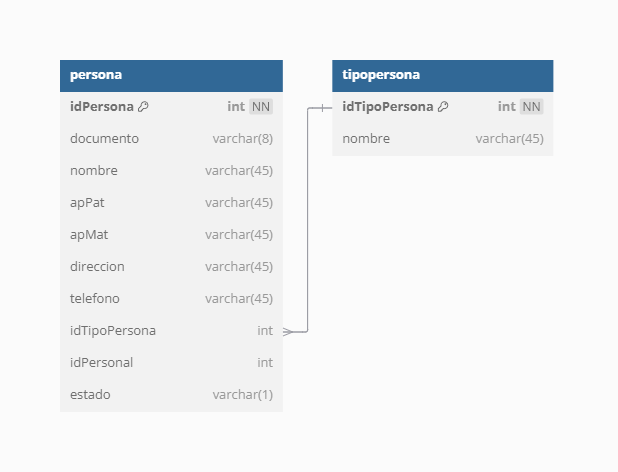 persona
idPersona int NN
documento varchar(8)
nombre varchar(45)
apPat varchar(45)
apMat varchar(45)
direccion varchar(45)
telefono varchar(45)
idTipoPersona int
idPersonal int
estado varchar(1)
tipopersona
idTipoPersona int NN
nombre varchar(45)